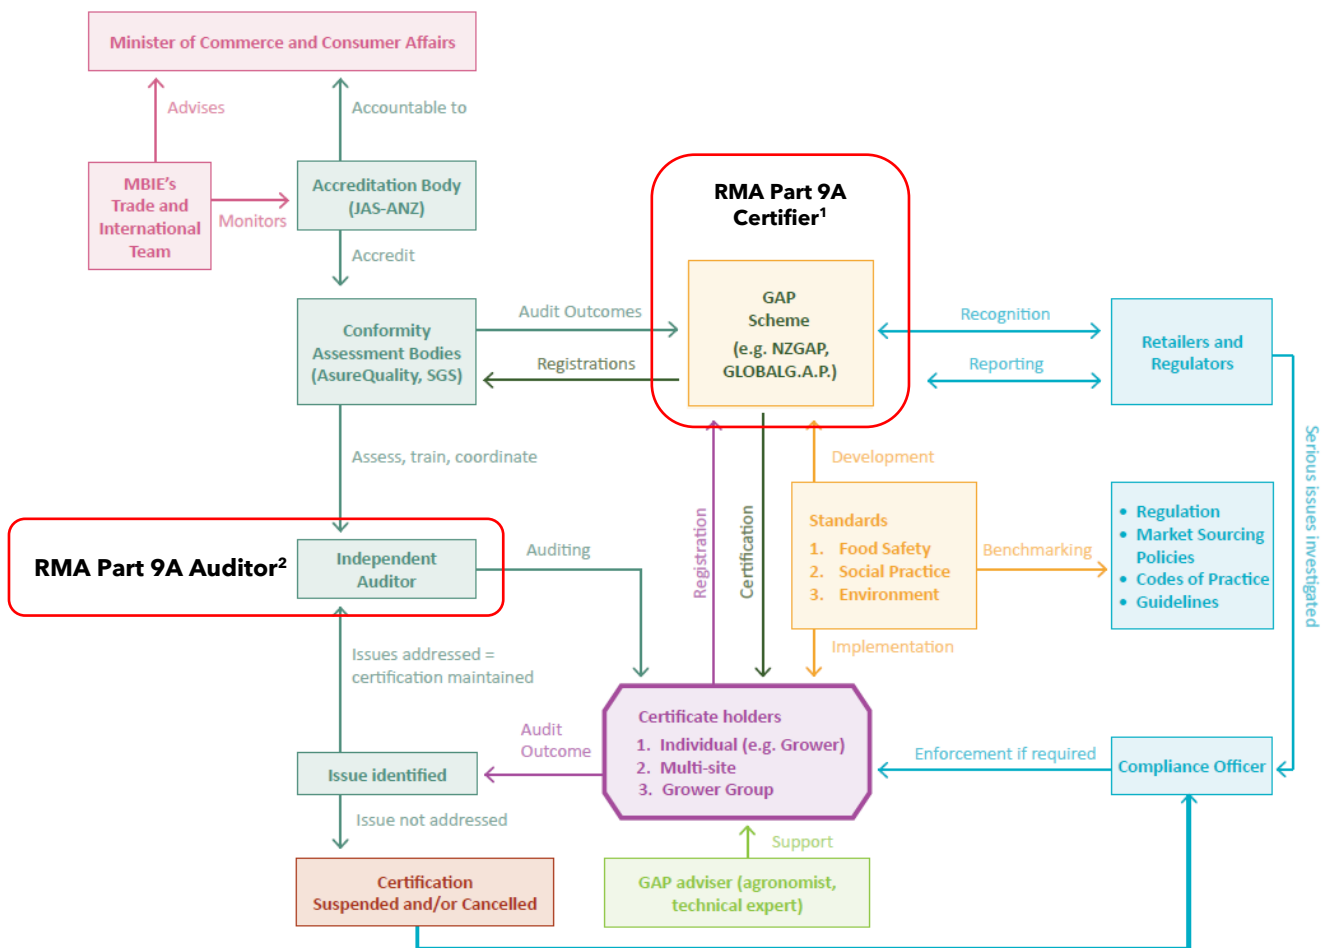 Minister of Commerce and Consumer Affairs
Advises
Accountable to
MBIE's
Trade and
International
Team
Monitors
Accreditation Body
(JAS-ANZ)
Accredit
RMA Part 9A
Certifier¹
GAP
Scheme
(e.g. NZGAP,
GLOBALG.A.P.)
Conformity
Assessment Bodies
(AsureQuality, SGS)
Audit Outcomes
Registrations
Recognition
Reporting
Retailers and
Regulators
Serious issues investigated
Assess, train, coordinate
Development
Registration
Certification
Standards
1. Food Safety
2. Social Practice
3. Environment
Benchmarking
• Regulation
• Market Sourcing
Policies
• Codes of Practice
• Guidelines
RMA Part 9A Auditor²
Independent
Auditor
Auditing
Implementation
Issues addressed =
certification maintained
Certificate holders
1. Individual (e.g. Grower)
2. Multi-site
3. Grower Group
Audit
Outcome
Issue identified
Enforcement if required
Compliance Officer
Issue not addressed
Support
Certification
Suspended and/or Cancelled
GAP adviser (agronomist,
technical expert)